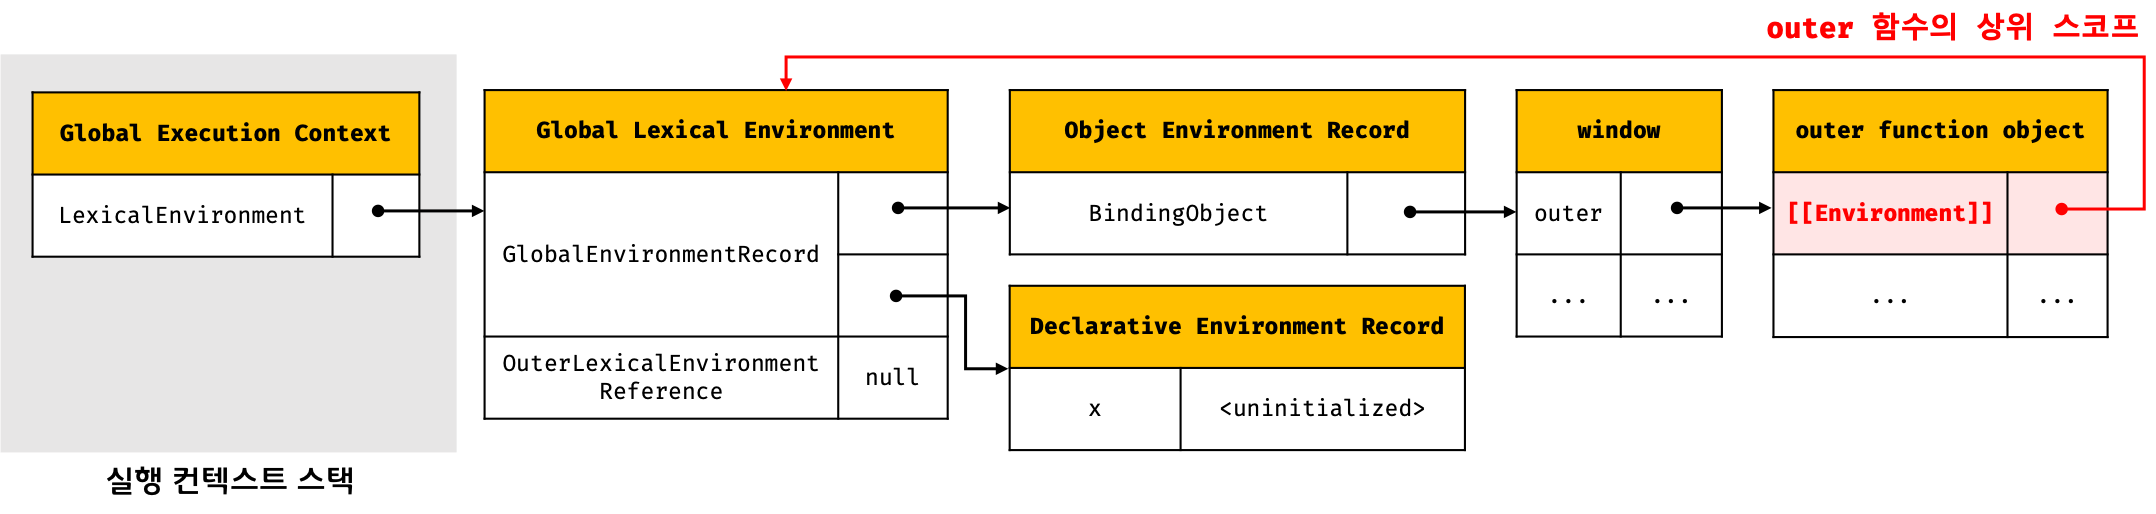 outer 함수의 상위 스코프
Global Execution Context
LexicalEnvironment
실행 컨텍스트 스택
Global Lexical Environment
GlobalEnvironmentRecord
OuterLexicalEnvironment
Reference
null
Object Environment Record
BindingObject
Declarative Environment Record
x
<uninitialized>
window
outer
...
...
outer function object
[[Environment]]
...
...